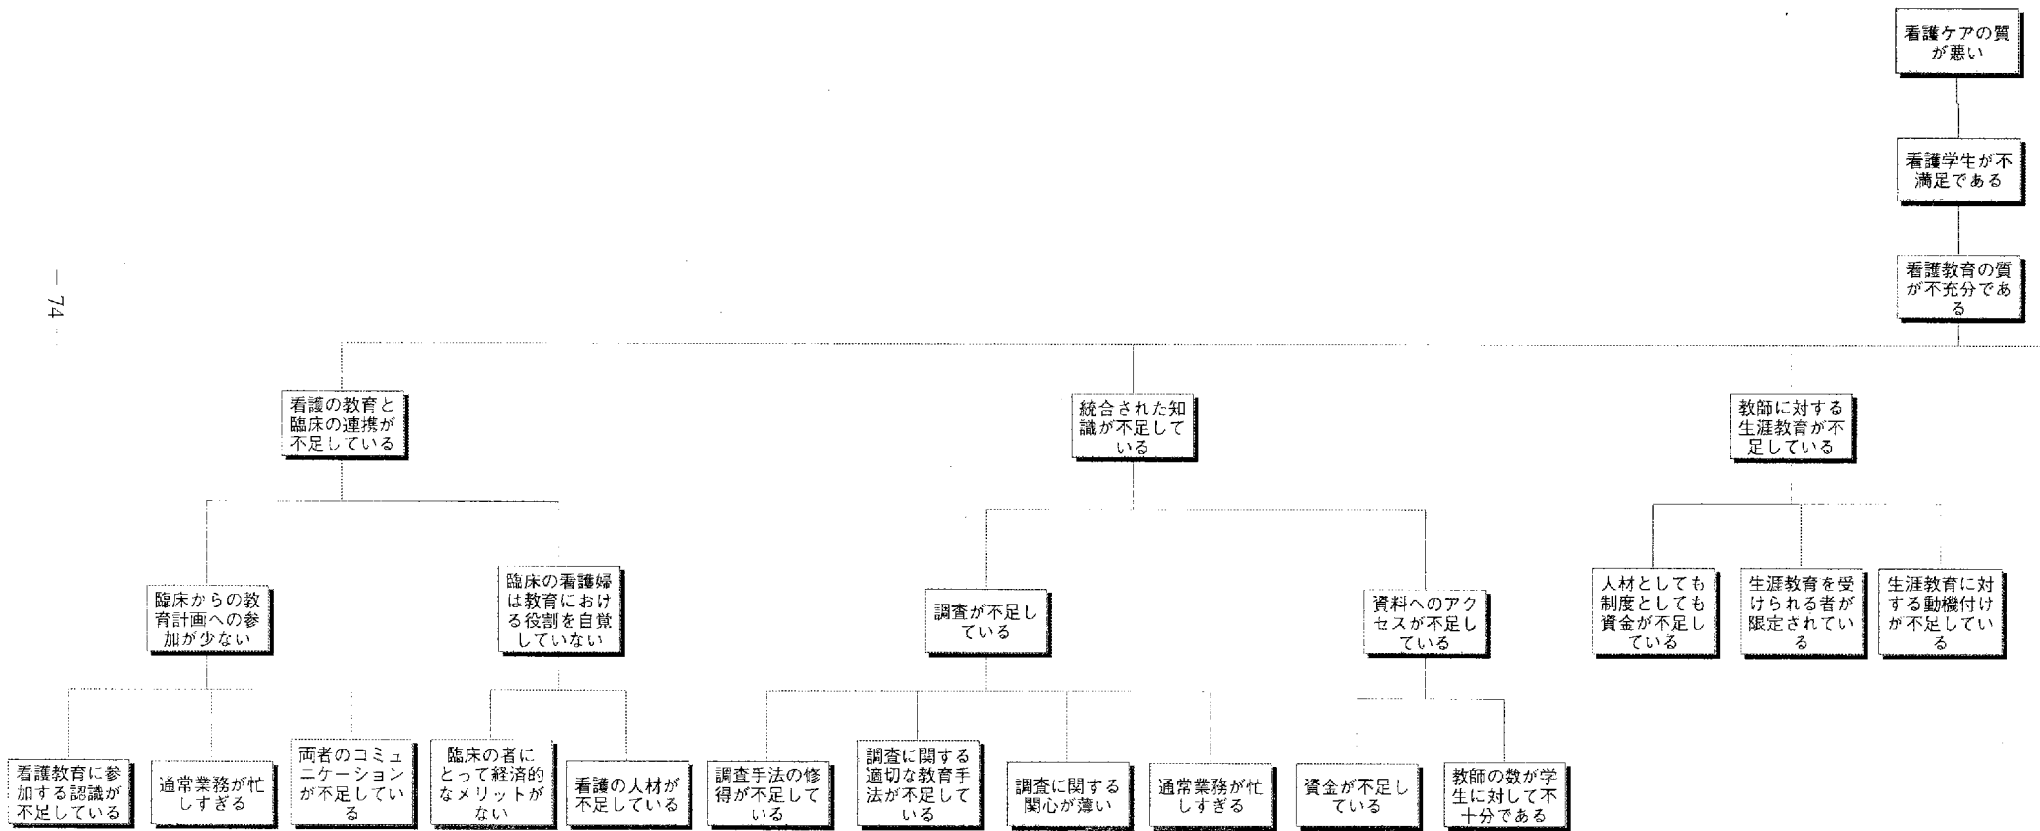 看護ケアの質
が悪い
看護学生が不
満足である
看護教育の質
が不充分であ
る
— 74
看護の教育と
臨床の連携が
不足している
統合された知
識が不足して
いる
教師に対する
生涯教育が不
足している
臨床からの教
育計画への参
加が少ない
臨床の看護婦
は教育におけ
る役割を自覚
していない
調査が不足し
ている
資料へのアク
セスが不足し
ている
人材としても
制度としても
資金が不足し
ている
生涯教育を受
けられる者が
限定されてい
る
生涯教育に対
する動機付け
が不足してい
る
看護教育に参
加する認識が
不足している
通常業務が忙
しすぎる
両者のコミュ
ニケーション
が不足してい
る
臨床の者に
とって経済的
なメリットが
ない
看護の人材が
不足している
調査手法の修
得が不足して
いる
調査に関する
適切な教育手
法が不足して
いる
調査に関する
関心が薄い
通常業務が忙
しすぎる
資金が不足し
ている
教師の数が学
生に対して不
十分である